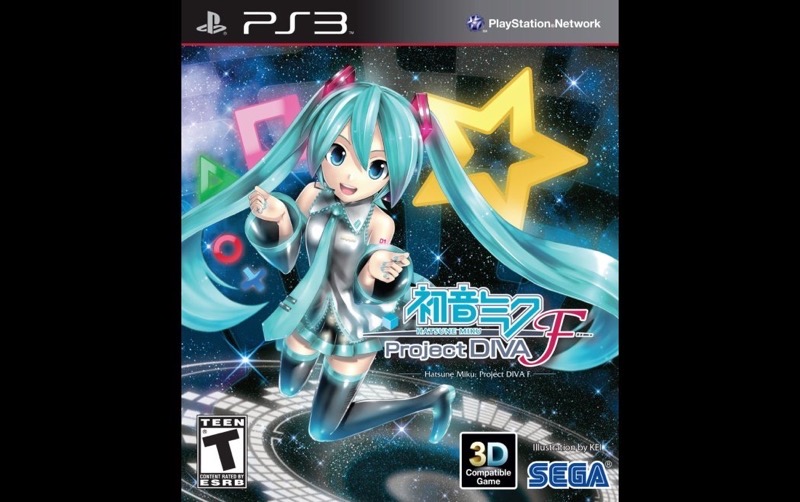 PS3
PlayStation®Network
01
初音ミク
HATSUNE MIKU
Project DIVA F
Hatsune Miku: Project DIVA F
TEEN
T
CONTENT RATED BY
ESRB
3D
Compatible
Game
Illustration by KEI
SEGA®